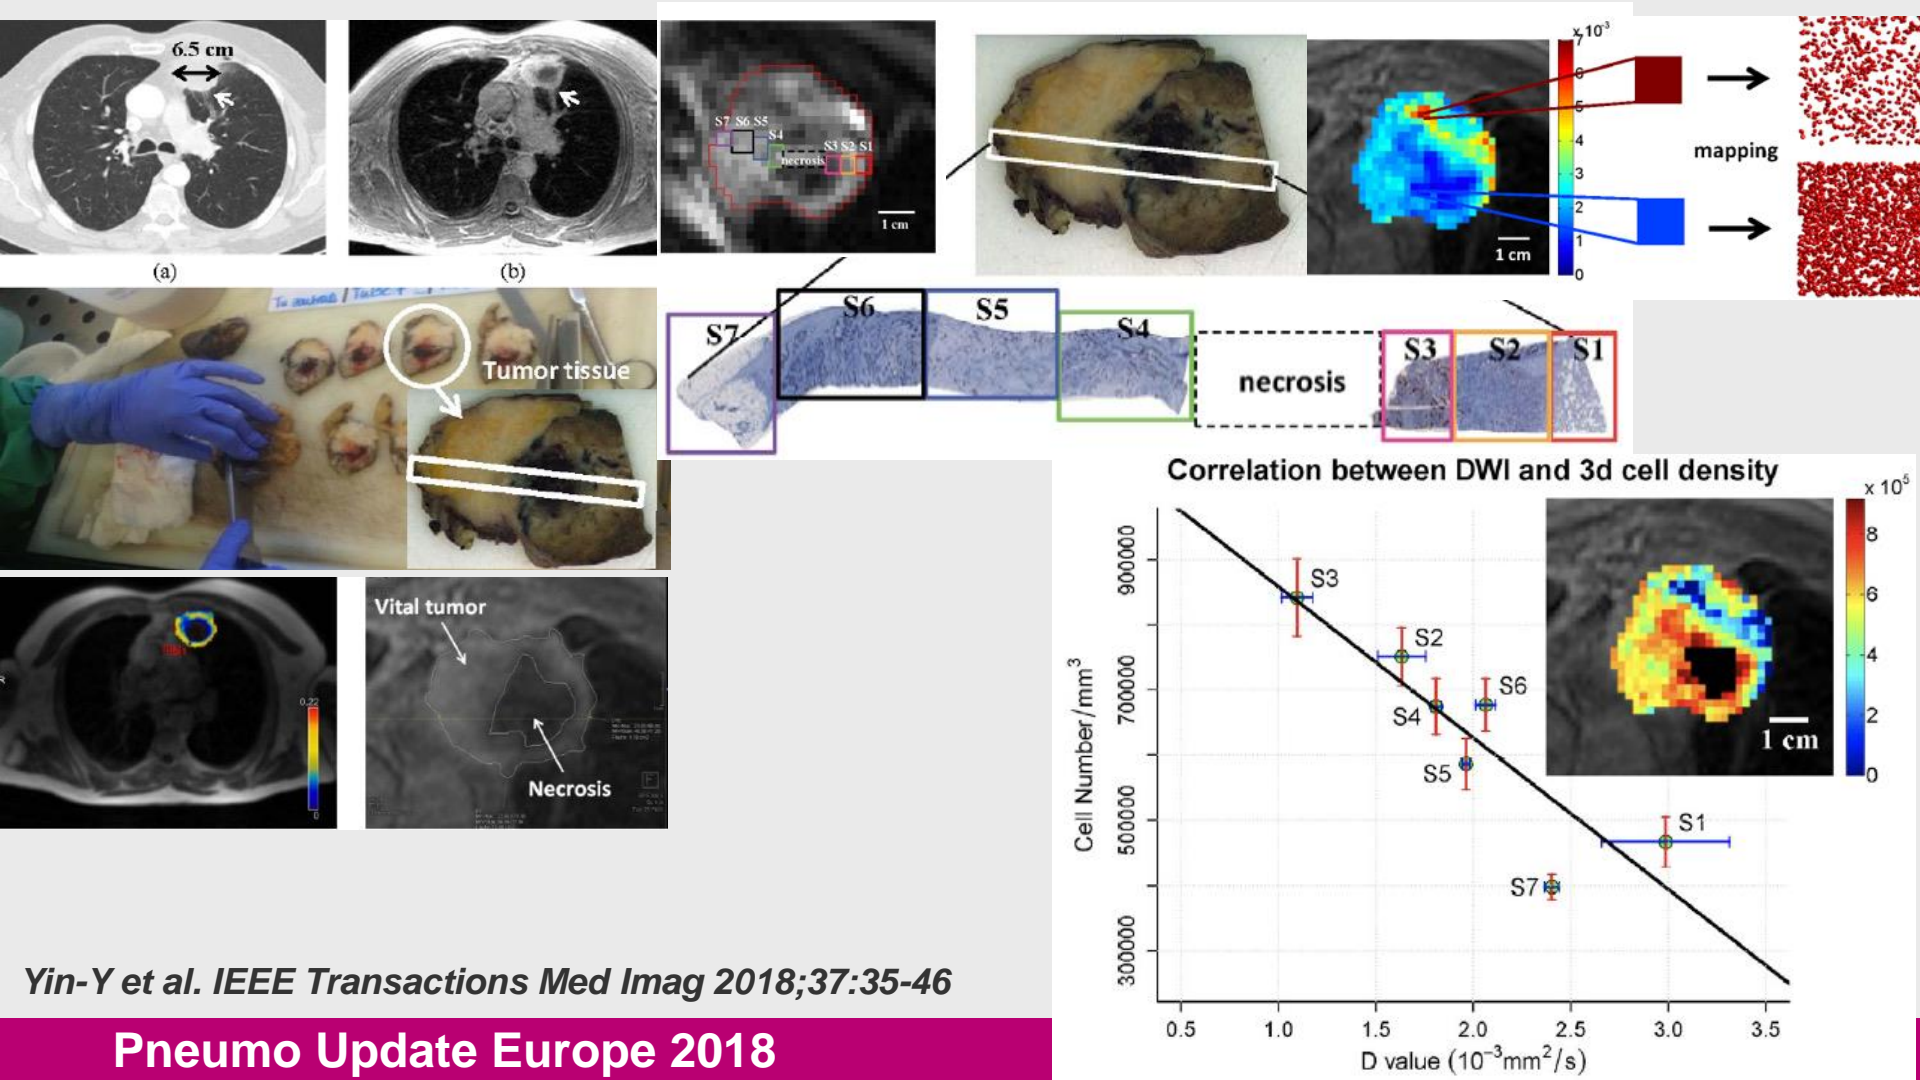 6.5 cm
(a)
(b)
S7 S6 S5
S4
necrosis
S3 S2 S1
1 cm
x 10-3
7
6
5
4
3
2
1
0
1 cm
mapping
Tumor tissue
S7
S6
S5
S4
necrosis
S3
S2
S1
0.22
0
Vital tumor
Necrosis
Correlation between DWI and 3d cell density
x 10⁵
8
6
4
2
0
1 cm
Cell Number/mm³
900000
700000
500000
300000
S3
S2
S6
S4
S5
S1
S7
0.5 1.0 1.5 2.0 2.5 3.0 3.5
D value (10⁻³mm²/s)
Yin-Y et al. IEEE Transactions Med Imag 2018;37:35-46
Pneumo Update Europe 2018